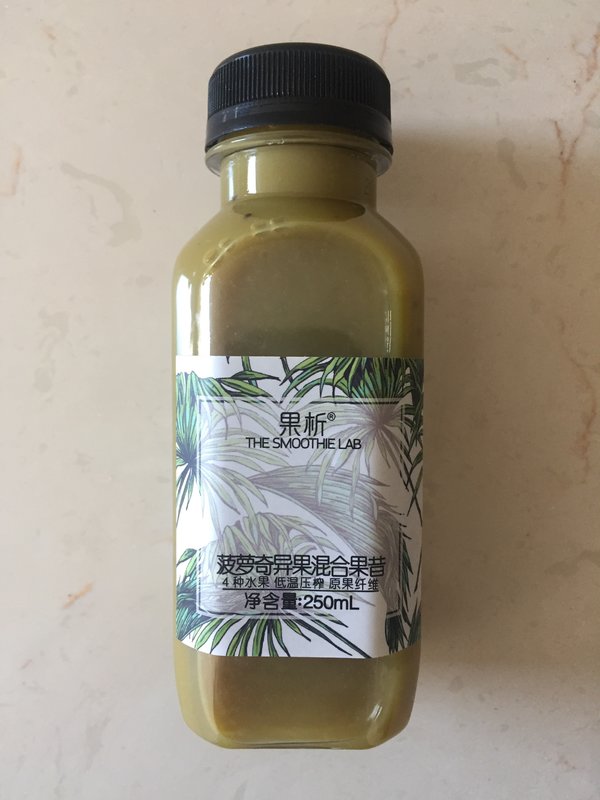 果析®
THE SMOOTHIE LAB
菠萝奇异果混合果昔
4种水果 低温压榨 原果纤维
净含量:250mL